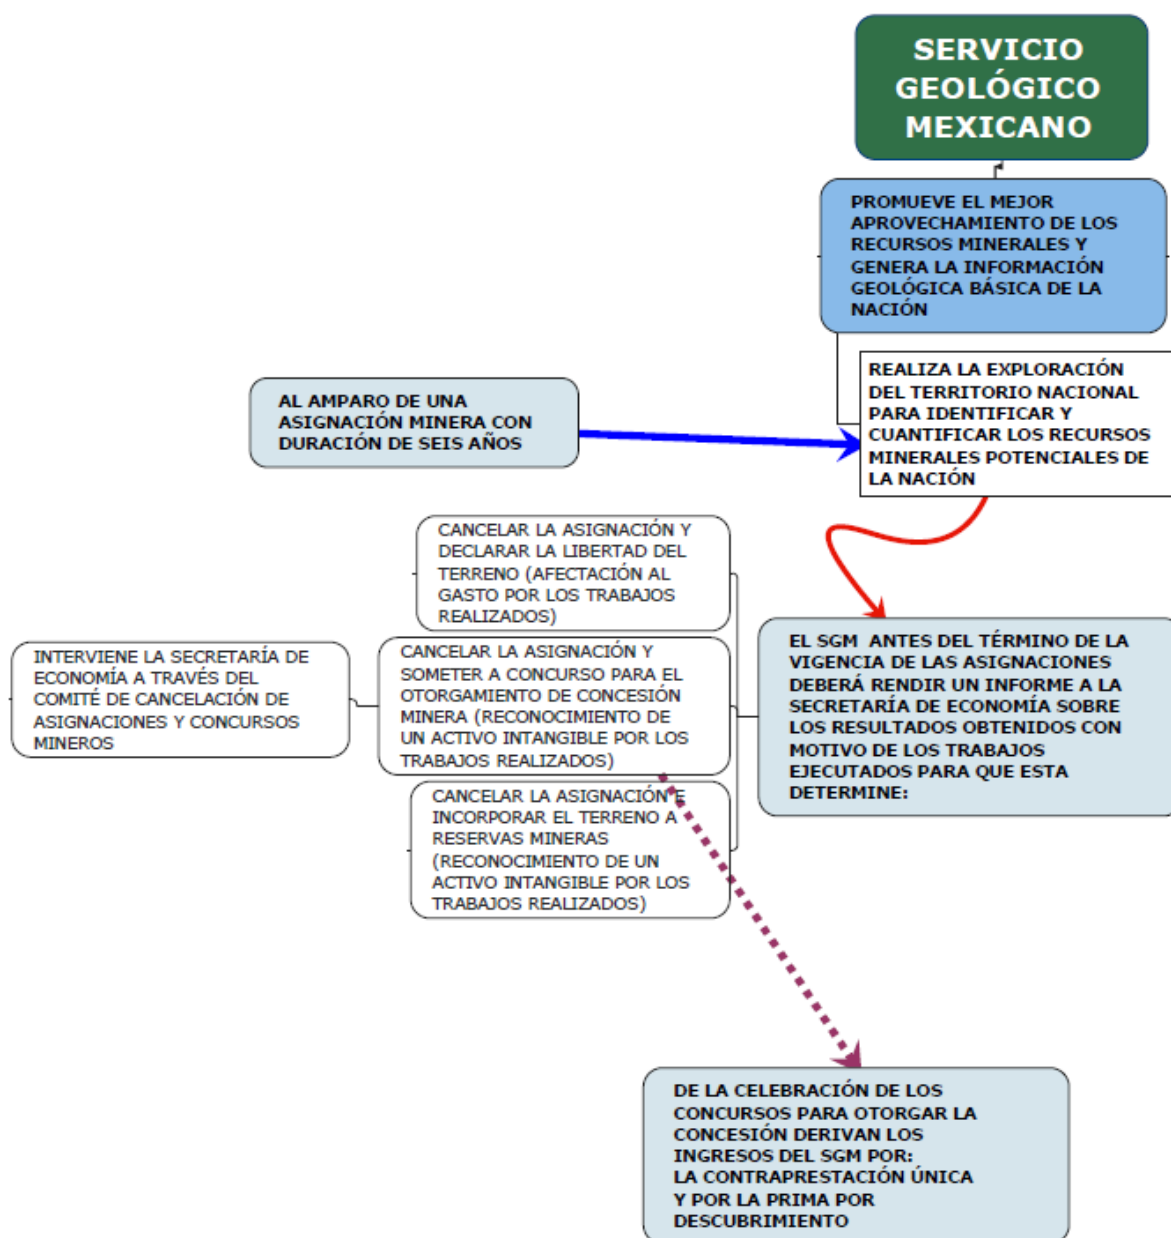 SERVICIO
GEOLÓGICO
MEXICANO
PROMUEVE EL MEJOR
APROVECHAMIENTO DE LOS
RECURSOS MINERALES Y
GENERA LA INFORMACIÓN
GEOLÓGICA BÁSICA DE LA
NACIÓN
REALIZA LA EXPLORACIÓN
DEL TERRITORIO NACIONAL
PARA IDENTIFICAR Y
CUANTIFICAR LOS RECURSOS
MINERALES POTENCIALES DE
LA NACIÓN
AL AMPARO DE UNA
ASIGNACIÓN MINERA CON
DURACIÓN DE SEIS AÑOS
CANCELAR LA ASIGNACIÓN Y
DECLARAR LA LIBERTAD DEL
TERRENO (AFECTACIÓN AL
GASTO POR LOS TRABAJOS
REALIZADOS)
INTERVIENE LA SECRETARÍA DE
ECONOMÍA A TRAVÉS DEL
COMITÉ DE CANCELACIÓN DE
ASIGNACIONES Y CONCURSOS
MINEROS
CANCELAR LA ASIGNACIÓN Y
SOMETER A CONCURSO PARA EL
OTORGAMIENTO DE CONCESIÓN
MINERA (RECONOCIMIENTO DE
UN ACTIVO INTANGIBLE POR LOS
TRABAJOS REALIZADOS)
EL SGM ANTES DEL TÉRMINO DE LA
VIGENCIA DE LAS ASIGNACIONES
DEBERÁ RENDIR UN INFORME A LA
SECRETARÍA DE ECONOMÍA SOBRE
LOS RESULTADOS OBTENIDOS CON
MOTIVO DE LOS TRABAJOS
EJECUTADOS PARA QUE ESTA
DETERMINE:
CANCELAR LA ASIGNACIÓN E
INCORPORAR EL TERRENO A
RESERVAS MINERAS
(RECONOCIMIENTO DE UN
ACTIVO INTANGIBLE POR LOS
TRABAJOS REALIZADOS)
DE LA CELEBRACIÓN DE LOS
CONCURSOS PARA OTORGAR LA
CONCESIÓN DERIVAN LOS
INGRESOS DEL SGM POR:
LA CONTRAPRESTACIÓN ÚNICA
Y POR LA PRIMA POR
DESCUBRIMIENTO